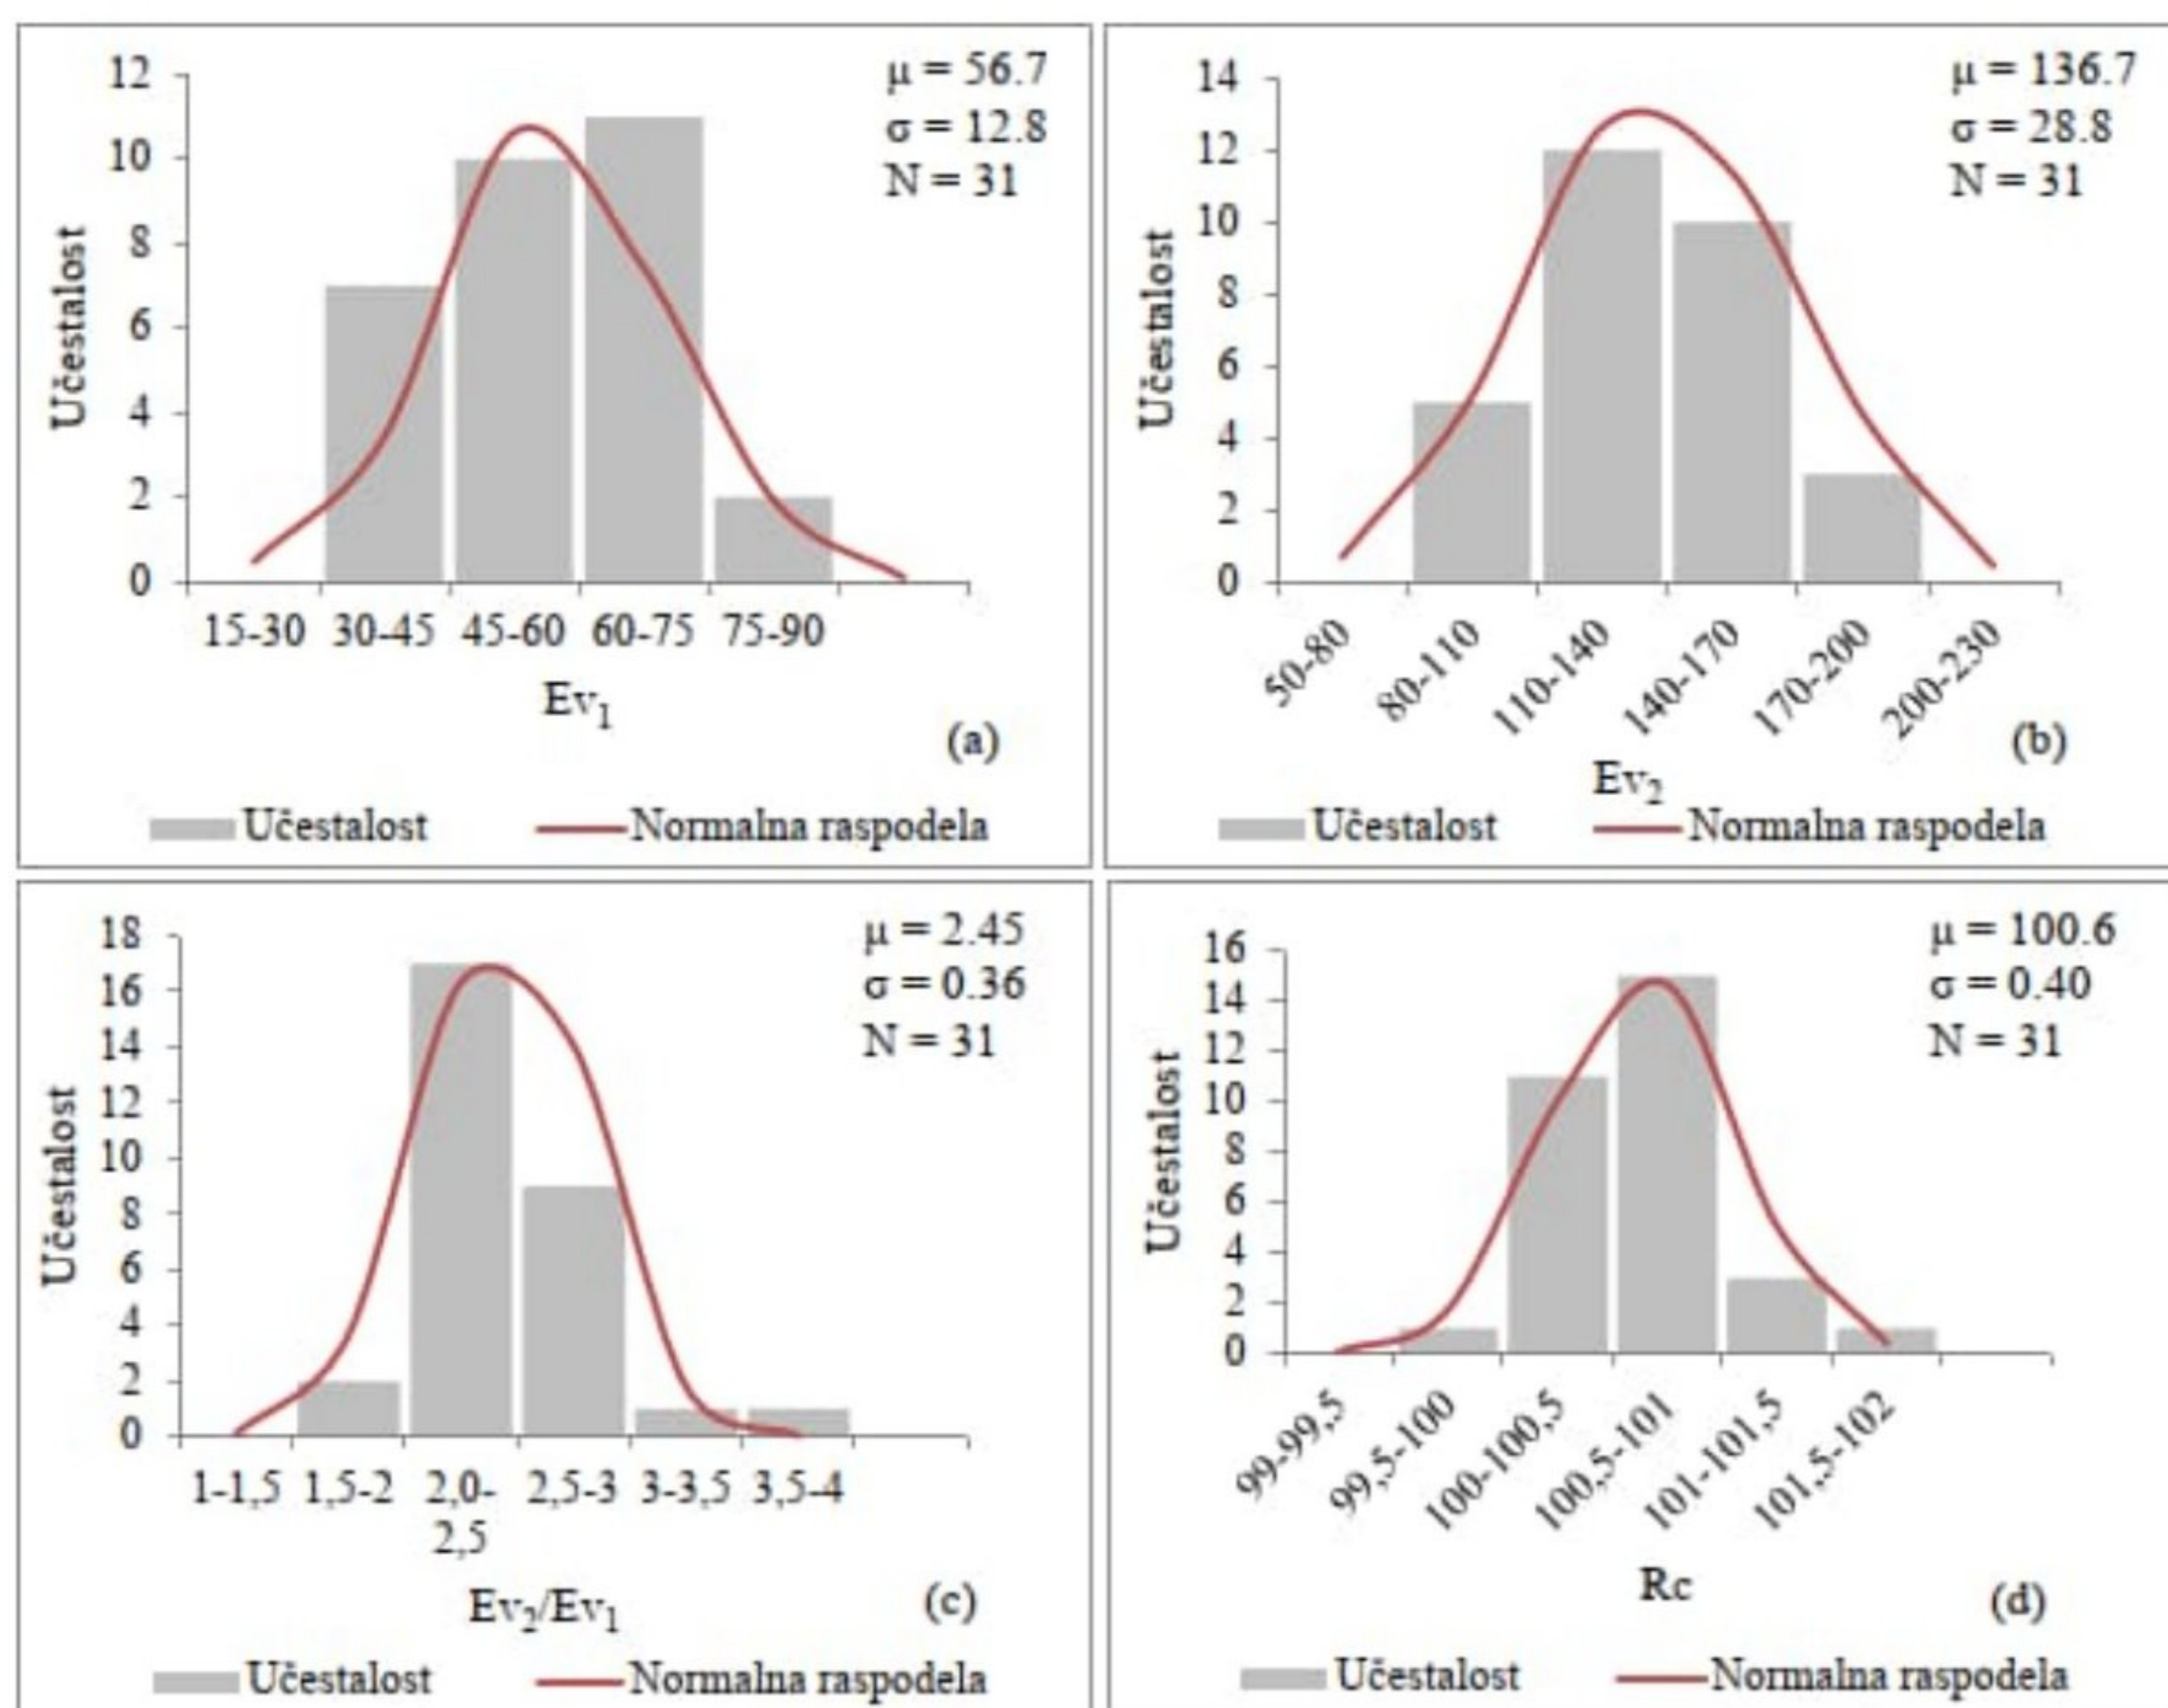 μ = 56.7
σ = 12.8
N = 31
12
10
8
6
4
2
0
Učestalost
15-30 30-45 45-60 60-75 75-90
Ev₁
(a)
Učestalost Normalna raspodela
μ = 136.7
σ = 28.8
N = 31
14
12
10
8
6
4
2
0
Učestalost
50-80 80-110 110-140 140-170 170-200 200-230
Ev₂
(b)
Učestalost Normalna raspodela
μ = 2.45
σ = 0.36
N = 31
18
16
14
12
10
8
6
4
2
0
Učestalost
1-1,5 1,5-2 2,0- 2,5-3 3-3,5 3,5-4
2,5
Ev₂/Ev₁
(c)
Učestalost Normalna raspodela
μ = 100.6
σ = 0.40
N = 31
16
14
12
10
8
6
4
2
0
Učestalost
99-99,5 99,5-100 100-100,5 100,5-101 101-101,5 101,5-102
Rc
(d)
Učestalost Normalna raspodela